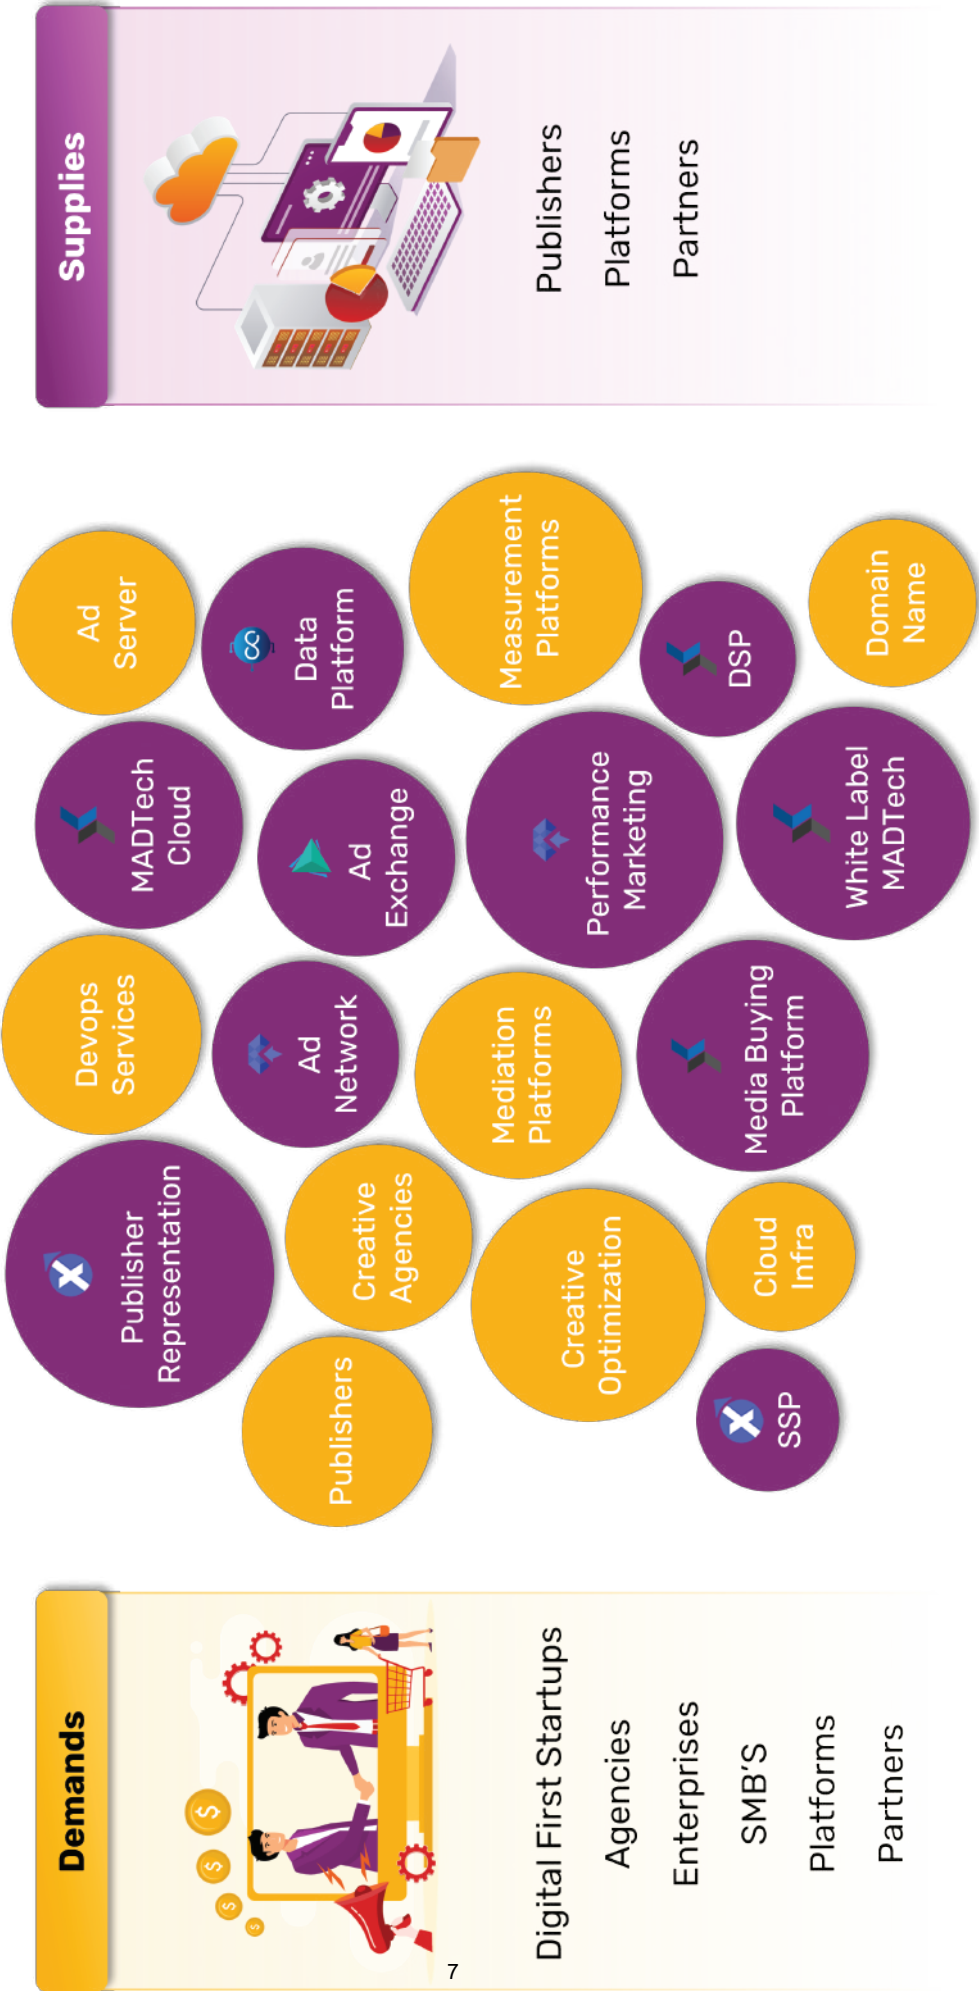 Demands
Digital First Startups
Agencies
Enterprises
SMB'S
Platforms
Partners
Publisher
Representation
Devops
Services
MADTech
Cloud
Ad
Server
Publishers
Creative
Agencies
Ad
Network
Ad
Exchange
Data
Platform
Creative
Optimization
Mediation
Platforms
Performance
Marketing
Measurement
Platforms
SSP
Cloud
Infra
Media Buying
Platform
White Label
MADTech
DSP
Domain
Name
Supplies
Publishers
Platforms
Partners
7